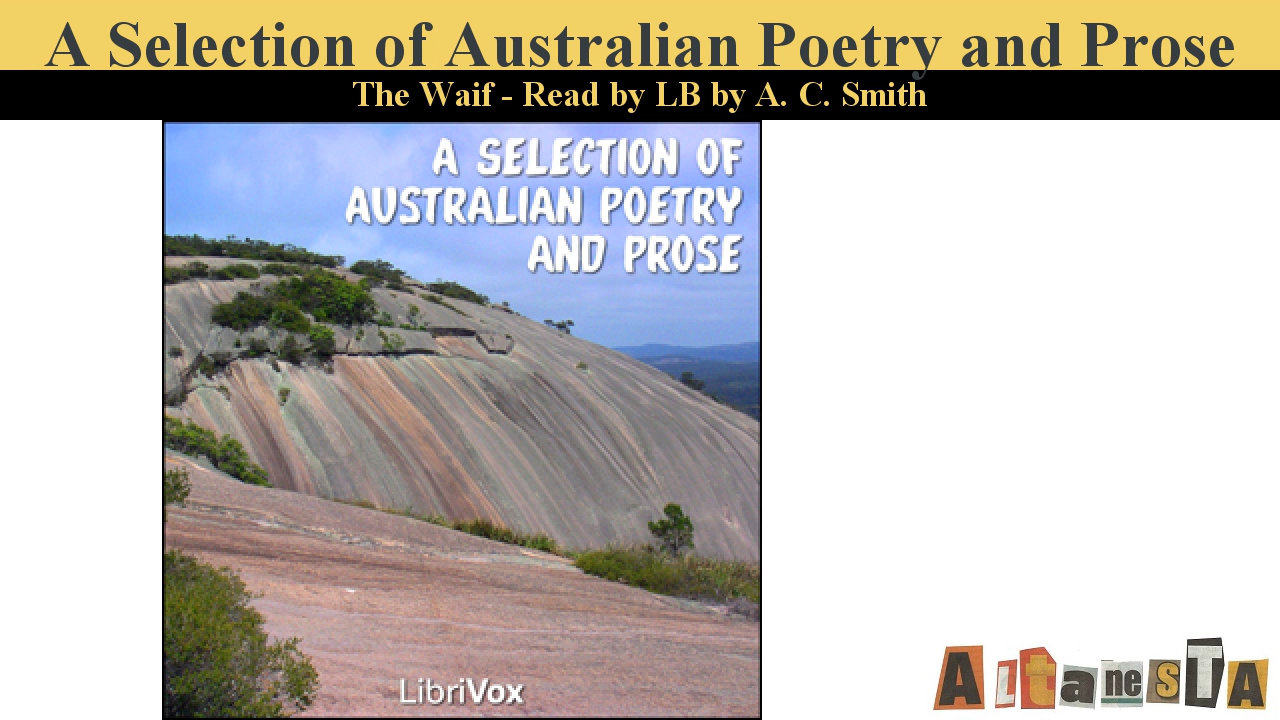 A Selection of Australian Poetry and Prose
The Waif - Read by LB by A. C. Smith
A SELECTION OF
AUSTRALIAN POETRY
AND PROSE
LibriVox
AltanesTA